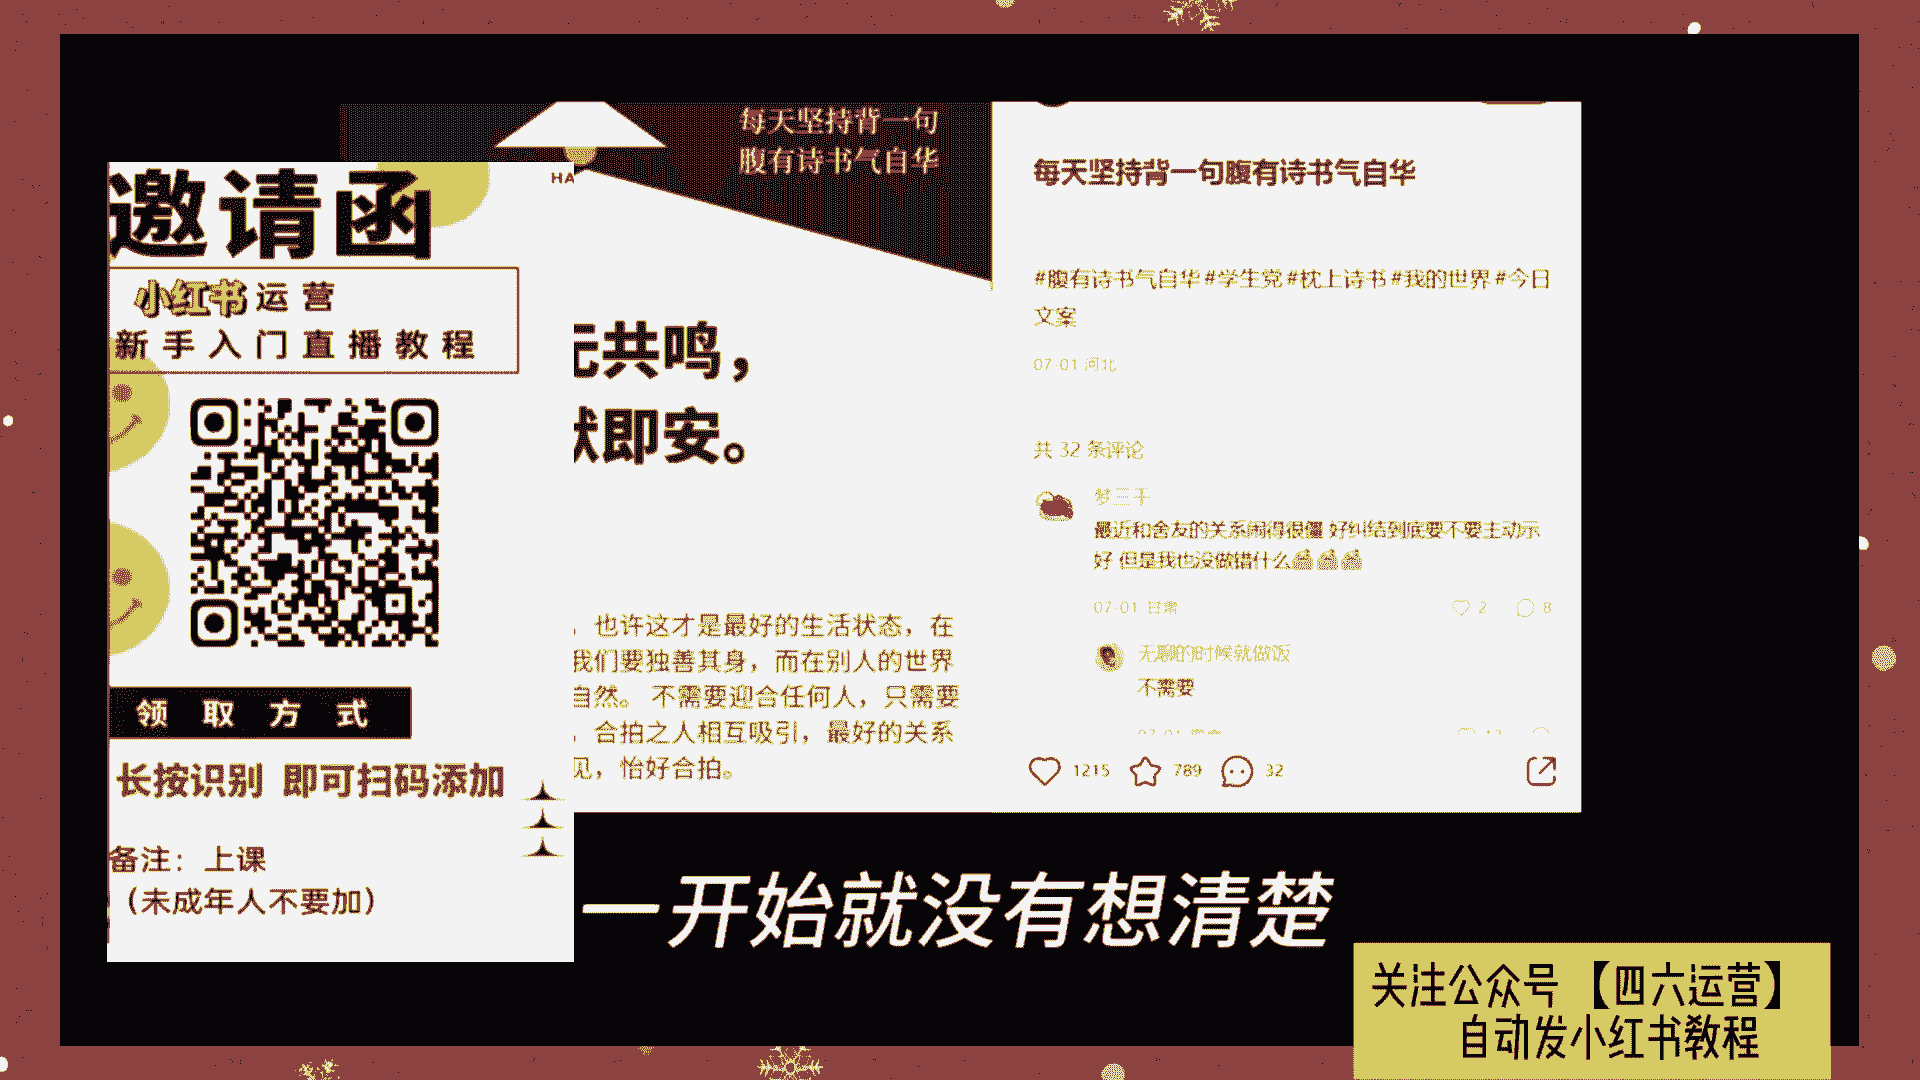 邀请函
小红书运营
新手入门直播教程
领取方式
长按识别 即可扫码添加
备注：上课
（未成年人不要加）
HA
每天坚持背一句
腹有诗书气自华
共鸣，
即安。
，也许这才是最好的生活状态，在
我们要独善其身，而在别人的世界
自然。 不需要迎合任何人，只需要
，合拍之人相互吸引，最好的关系
见，恰好合拍。
每天坚持背一句腹有诗书气自华
#腹有诗书气自华 #学生党 #枕上诗书 #我的世界 #今日
文案
07-01 河北
共 32 条评论
梦三千
最近和舍友的关系闹得很僵 好纠结到底要不要主动示
好 但是我也没做错什么
07-01 甘肃
2
8
无聊的时候就做饭
不需要
1215
789
32
一开始就没有想清楚
关注公众号【四六运营】
自动发小红书教程